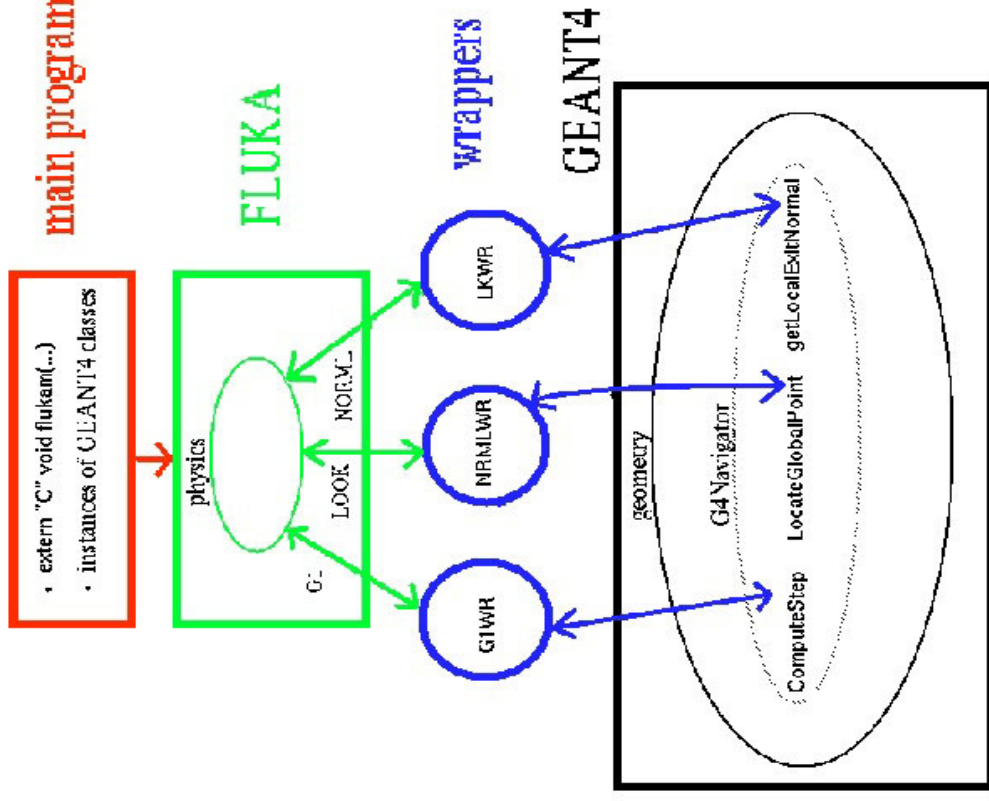 main program
• extern "C" void flukam(...)
• instances of GEANT4 classes
FLUKA
physics
G1
LOOK
NORML
wrappers
G1WR
NRMLWR
LKWR
GEANT4
geometry
G4Navigator
ComputeStep
LocateGlobalPoint
getLocalExitNormal